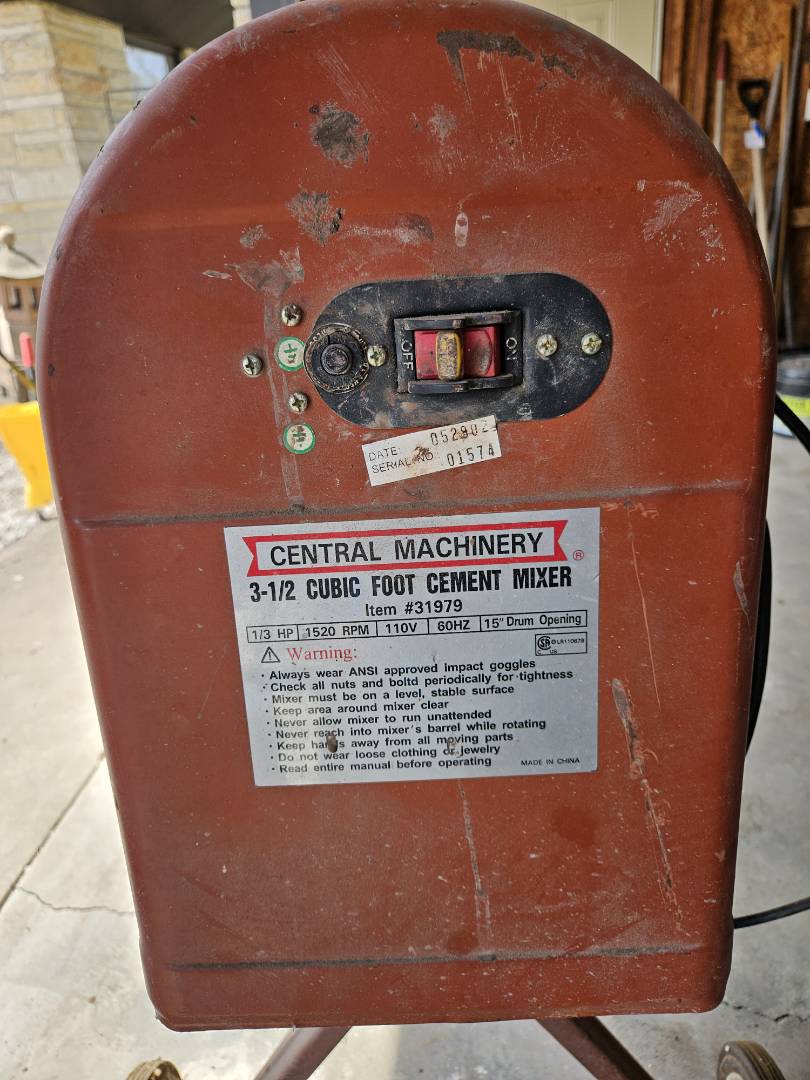 OFF ON
DATE: 052902
SERIAL NO: 01574
CENTRAL MACHINERY ®
3-1/2 CUBIC FOOT CEMENT MIXER
Item #31979
1/3 HP 1520 RPM 110V 60HZ 15" Drum Opening
Warning:
· Always wear ANSI approved impact goggles
· Check all nuts and boltd periodically for tightness
· Mixer must be on a level, stable surface
· Keep area around mixer clear
· Never allow mixer to run unattended
· Never reach into mixer's barrel while rotating
· Keep hands away from all moving parts
· Do not wear loose clothing or jewelry
· Read entire manual before operating
C US
MADE IN CHINA